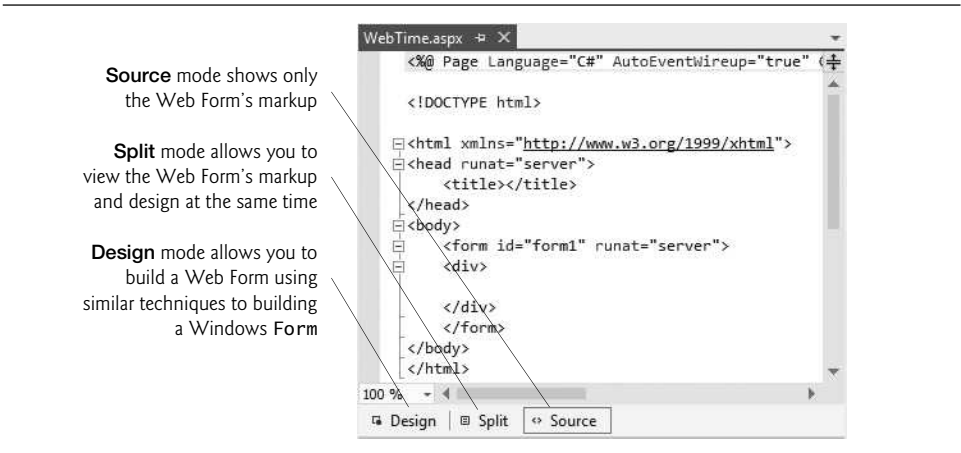 Source mode shows only
the Web Form's markup
Split mode allows you to
view the Web Form's markup
and design at the same time
Design mode allows you to
build a Web Form using
similar techniques to building
a Windows Form
WebTime.aspx
<%@ Page Language="C#" AutoEventWireup="true"
<!DOCTYPE html>
<html xmlns="http://www.w3.org/1999/xhtml">
<head runat="server">
<title></title>
</head>
<body>
<form id="form1" runat="server">
<div>
</div>
</form>
</body>
</html>
100 %
Design
Split
Source